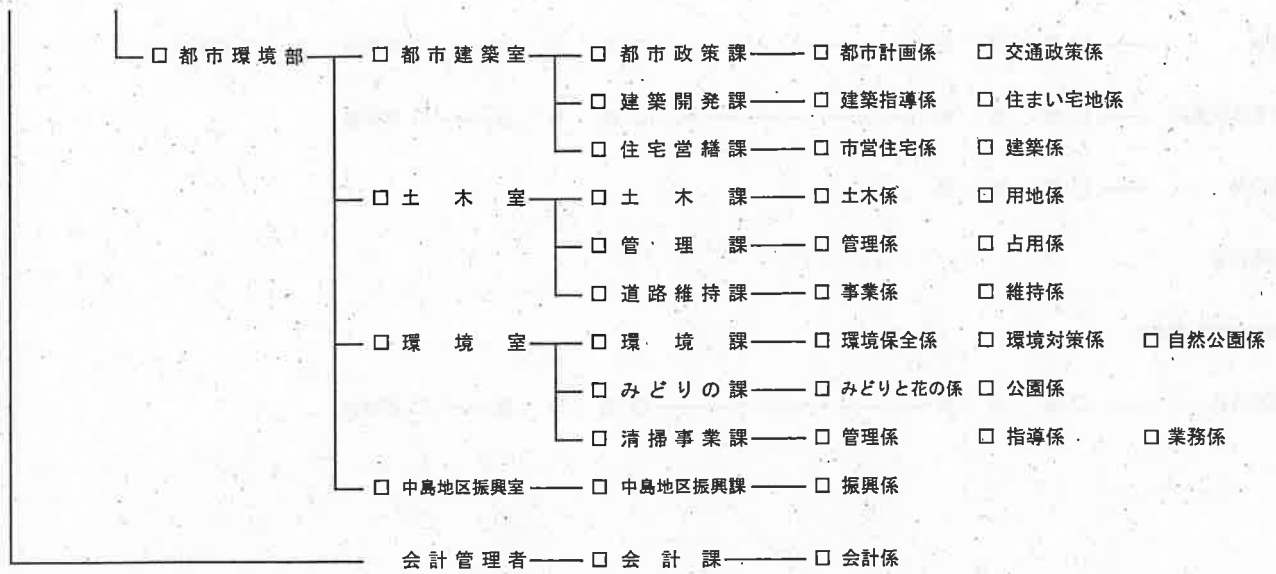 □ 都市環境部 □ 都市建築室 □ 都市政策課 □ 都市計画係 □ 交通政策係
□ 建築開発課 □ 建築指導係 □ 住まい宅地係
□ 住宅営繕課 □ 市営住宅係 □ 建築係
□ 土木室 □ 土木課 □ 土木係 □ 用地係
□ 管理課 □ 管理係 □ 占用係
□ 道路維持課 □ 事業係 □ 維持係
□ 環境室 □ 環境課 □ 環境保全係 □ 環境対策係 □ 自然公園係
□ みどりの課 □ みどりと花の係 □ 公園係
□ 清掃事業課 □ 管理係 □ 指導係 □ 業務係
□ 中島地区振興室 □ 中島地区振興課 □ 振興係
会計管理者 □ 会計課 □ 会計係